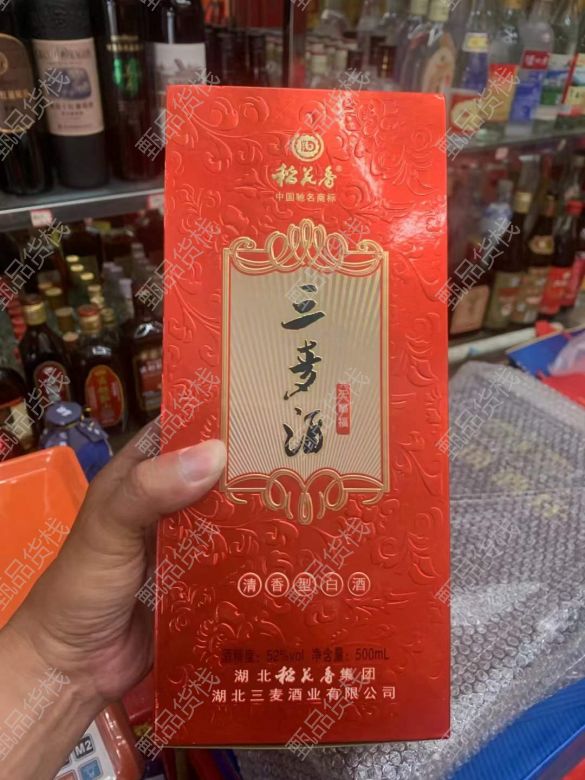 稻花香®
中国驰名商标
三麦酒
天赐福
清香型白酒
酒精度：52%vol 净含量：500mL
湖北稻花香集团
湖北三麦酒业有限公司
M2
甄品货栈